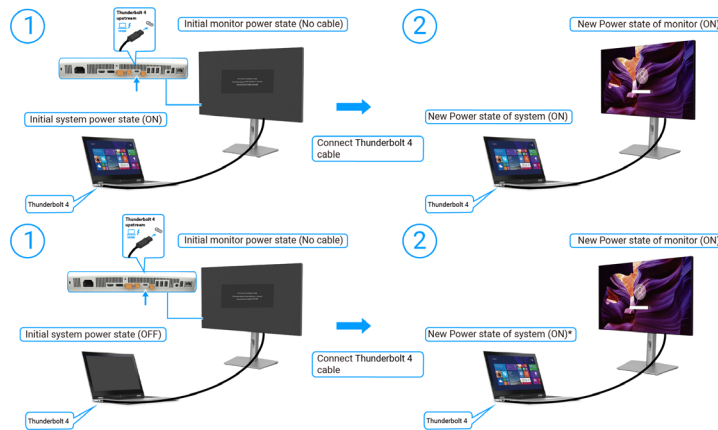 1
Thunderbolt 4
upstream
Initial monitor power state (No cable)
2
New Power state of monitor (ON)
Initial system power state (ON)
New Power state of system (ON)
Connect Thunderbolt 4
cable
Thunderbolt 4
Thunderbolt 4
1
Thunderbolt 4
upstream
Initial monitor power state (No cable)
2
New Power state of monitor (ON)
Initial system power state (OFF)
New Power state of system (ON)*
Connect Thunderbolt 4
cable
Thunderbolt 4
Thunderbolt 4